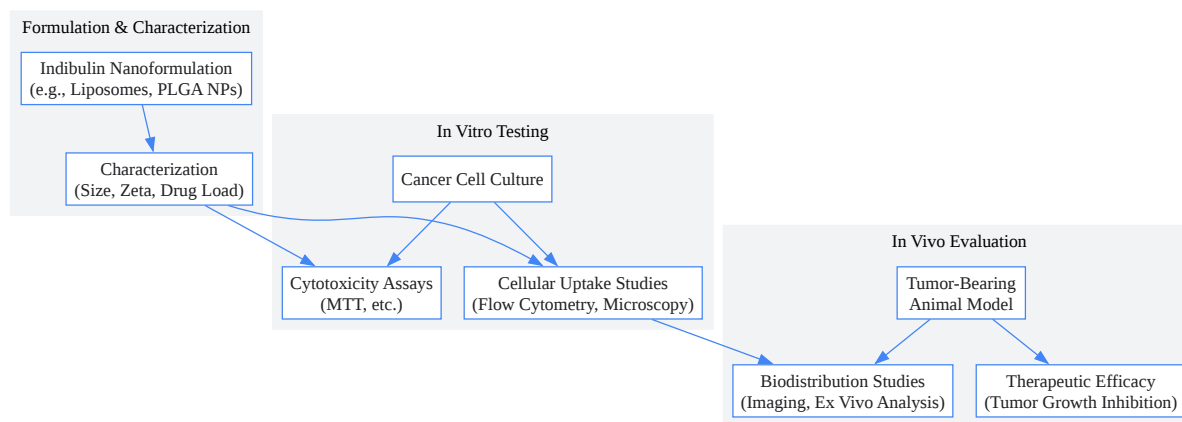 Formulation & Characterization
Indibulin Nanoformulation
(e.g., Liposomes, PLGA NPs)
Characterization
(Size, Zeta, Drug Load)
In Vitro Testing
Cancer Cell Culture
Cytotoxicity Assays
(MTT, etc.)
Cellular Uptake Studies
(Flow Cytometry, Microscopy)
In Vivo Evaluation
Tumor-Bearing
Animal Model
Biodistribution Studies
(Imaging, Ex Vivo Analysis)
Therapeutic Efficacy
(Tumor Growth Inhibition)